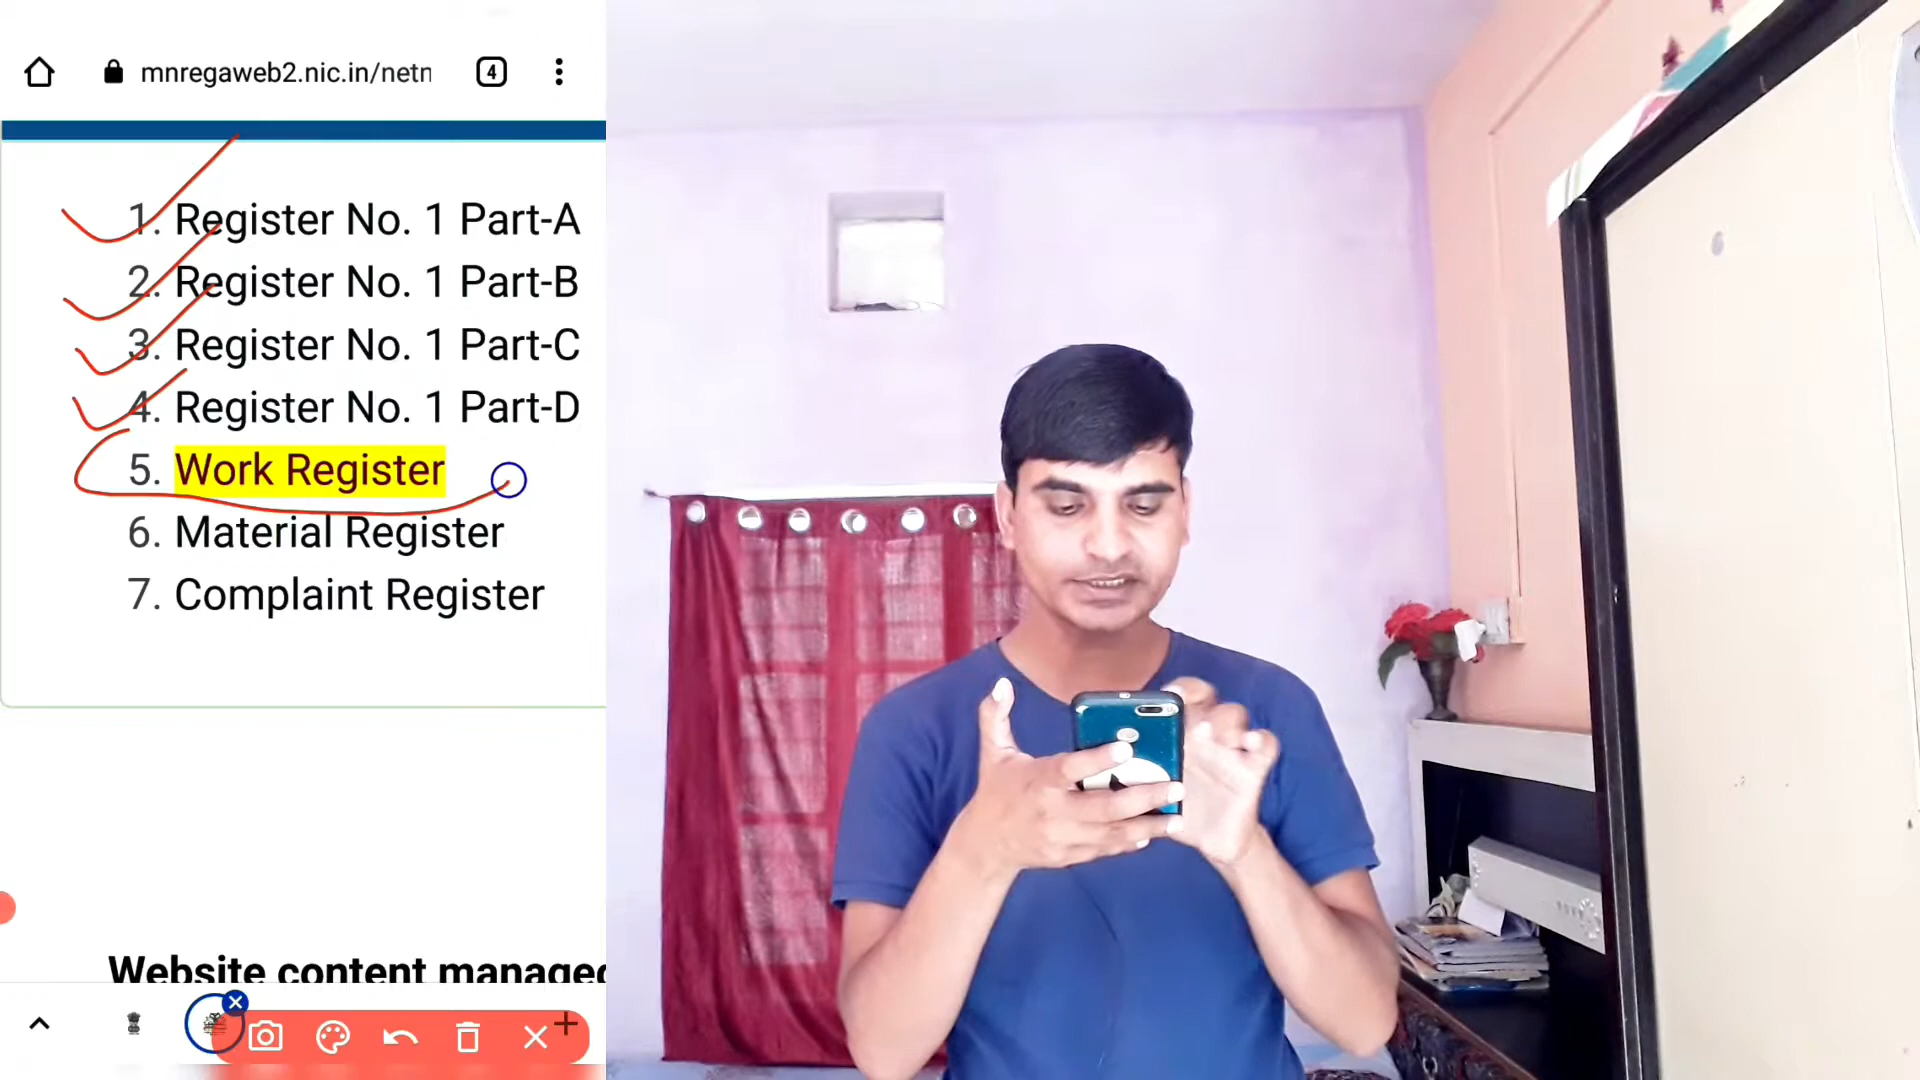 mnregaweb2.nic.in/netn
4
1. Register No. 1 Part-A
2. Register No. 1 Part-B
3. Register No. 1 Part-C
4. Register No. 1 Part-D
5. Work Register
6. Material Register
7. Complaint Register
Website content managed